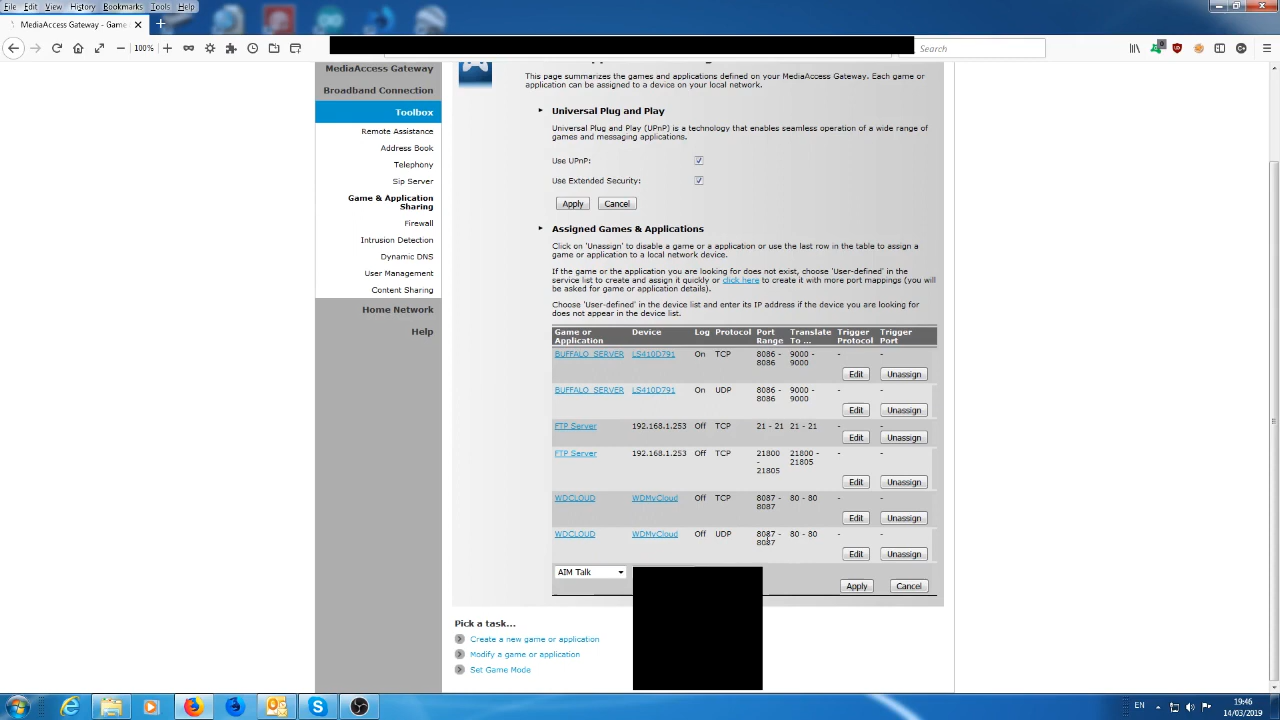 File Edit View History Bookmarks Tools Help
MediaAccess Gateway - Game
100%
Search
MediaAccess Gateway
Broadband Connection
Toolbox
Remote Assistance
Address Book
Telephony
Sip Server
Game & Application
Sharing
Firewall
Intrusion Detection
Dynamic DNS
User Management
Content Sharing
Home Network
Help
This page summarizes the games and applications defined on your MediaAccess Gateway. Each game or
application can be assigned to a device on your local network.
Universal Plug and Play
Universal Plug and Play (UPnP) is a technology that enables seamless operation of a wide range of
games and messaging applications.
Use UPnP:
Use Extended Security:
Apply Cancel
Assigned Games & Applications
Click on 'Unassign' to disable a game or a application or use the last row in the table to assign a
game or application to a local network device.
If the game or the application you are looking for does not exist, choose 'User-defined' in the
service list to create and assign it quickly or click here to create it with more port mappings (you will
be asked for game or application details).
Choose 'User-defined' in the device list and enter its IP address if the device you are looking for
does not appear in the device list.
Game or Device Log Protocol Port Translate Trigger Trigger
Application Range To ... Protocol Port
BUFFALO_SERVER LS410D791 On TCP 8086 - 9000 - - -
8086 9000
Edit Unassign
BUFFALO_SERVER LS410D791 On UDP 8086 - 9000 - - -
8086 9000
Edit Unassign
FTP Server 192.168.1.253 Off TCP 21 - 21 21 - 21 - -
Edit Unassign
FTP Server 192.168.1.253 Off TCP 21800 21800 - - -
- 21805
21805
Edit Unassign
WDCLOUD WDMyCloud Off TCP 8087 - 80 - 80 - -
8087
Edit Unassign
WDCLOUD WDMyCloud Off UDP 8087 - 80 - 80 - -
8087
Edit Unassign
AIM Talk
Apply Cancel
Pick a task...
Create a new game or application
Modify a game or application
Set Game Mode
EN
19:46
14/03/2019